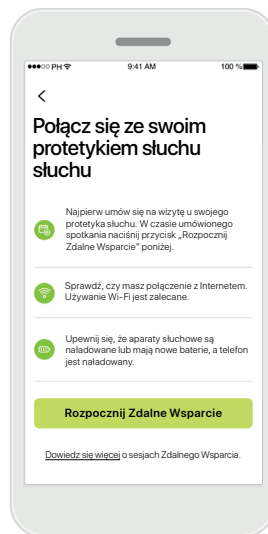 PH 9:41 AM 100 %
Połącz się ze swoim
protetykiem słuchu
słuchu
Najpierw umów się na wizytę u swojego
protetyka słuchu. W czasie umówionego
spotkania naciśnij przycisk „Rozpocznij
Zdalne Wsparcie” poniżej.
Sprawdź, czy masz połączenie z Internetem.
Używanie Wi-Fi jest zalecane.
Upewnij się, że aparaty słuchowe są
naładowane lub mają nowe baterie, a telefon
jest naładowany.
Rozpocznij Zdalne Wsparcie
Dowiedz się więcej o sesjach Zdalnego Wsparcia.